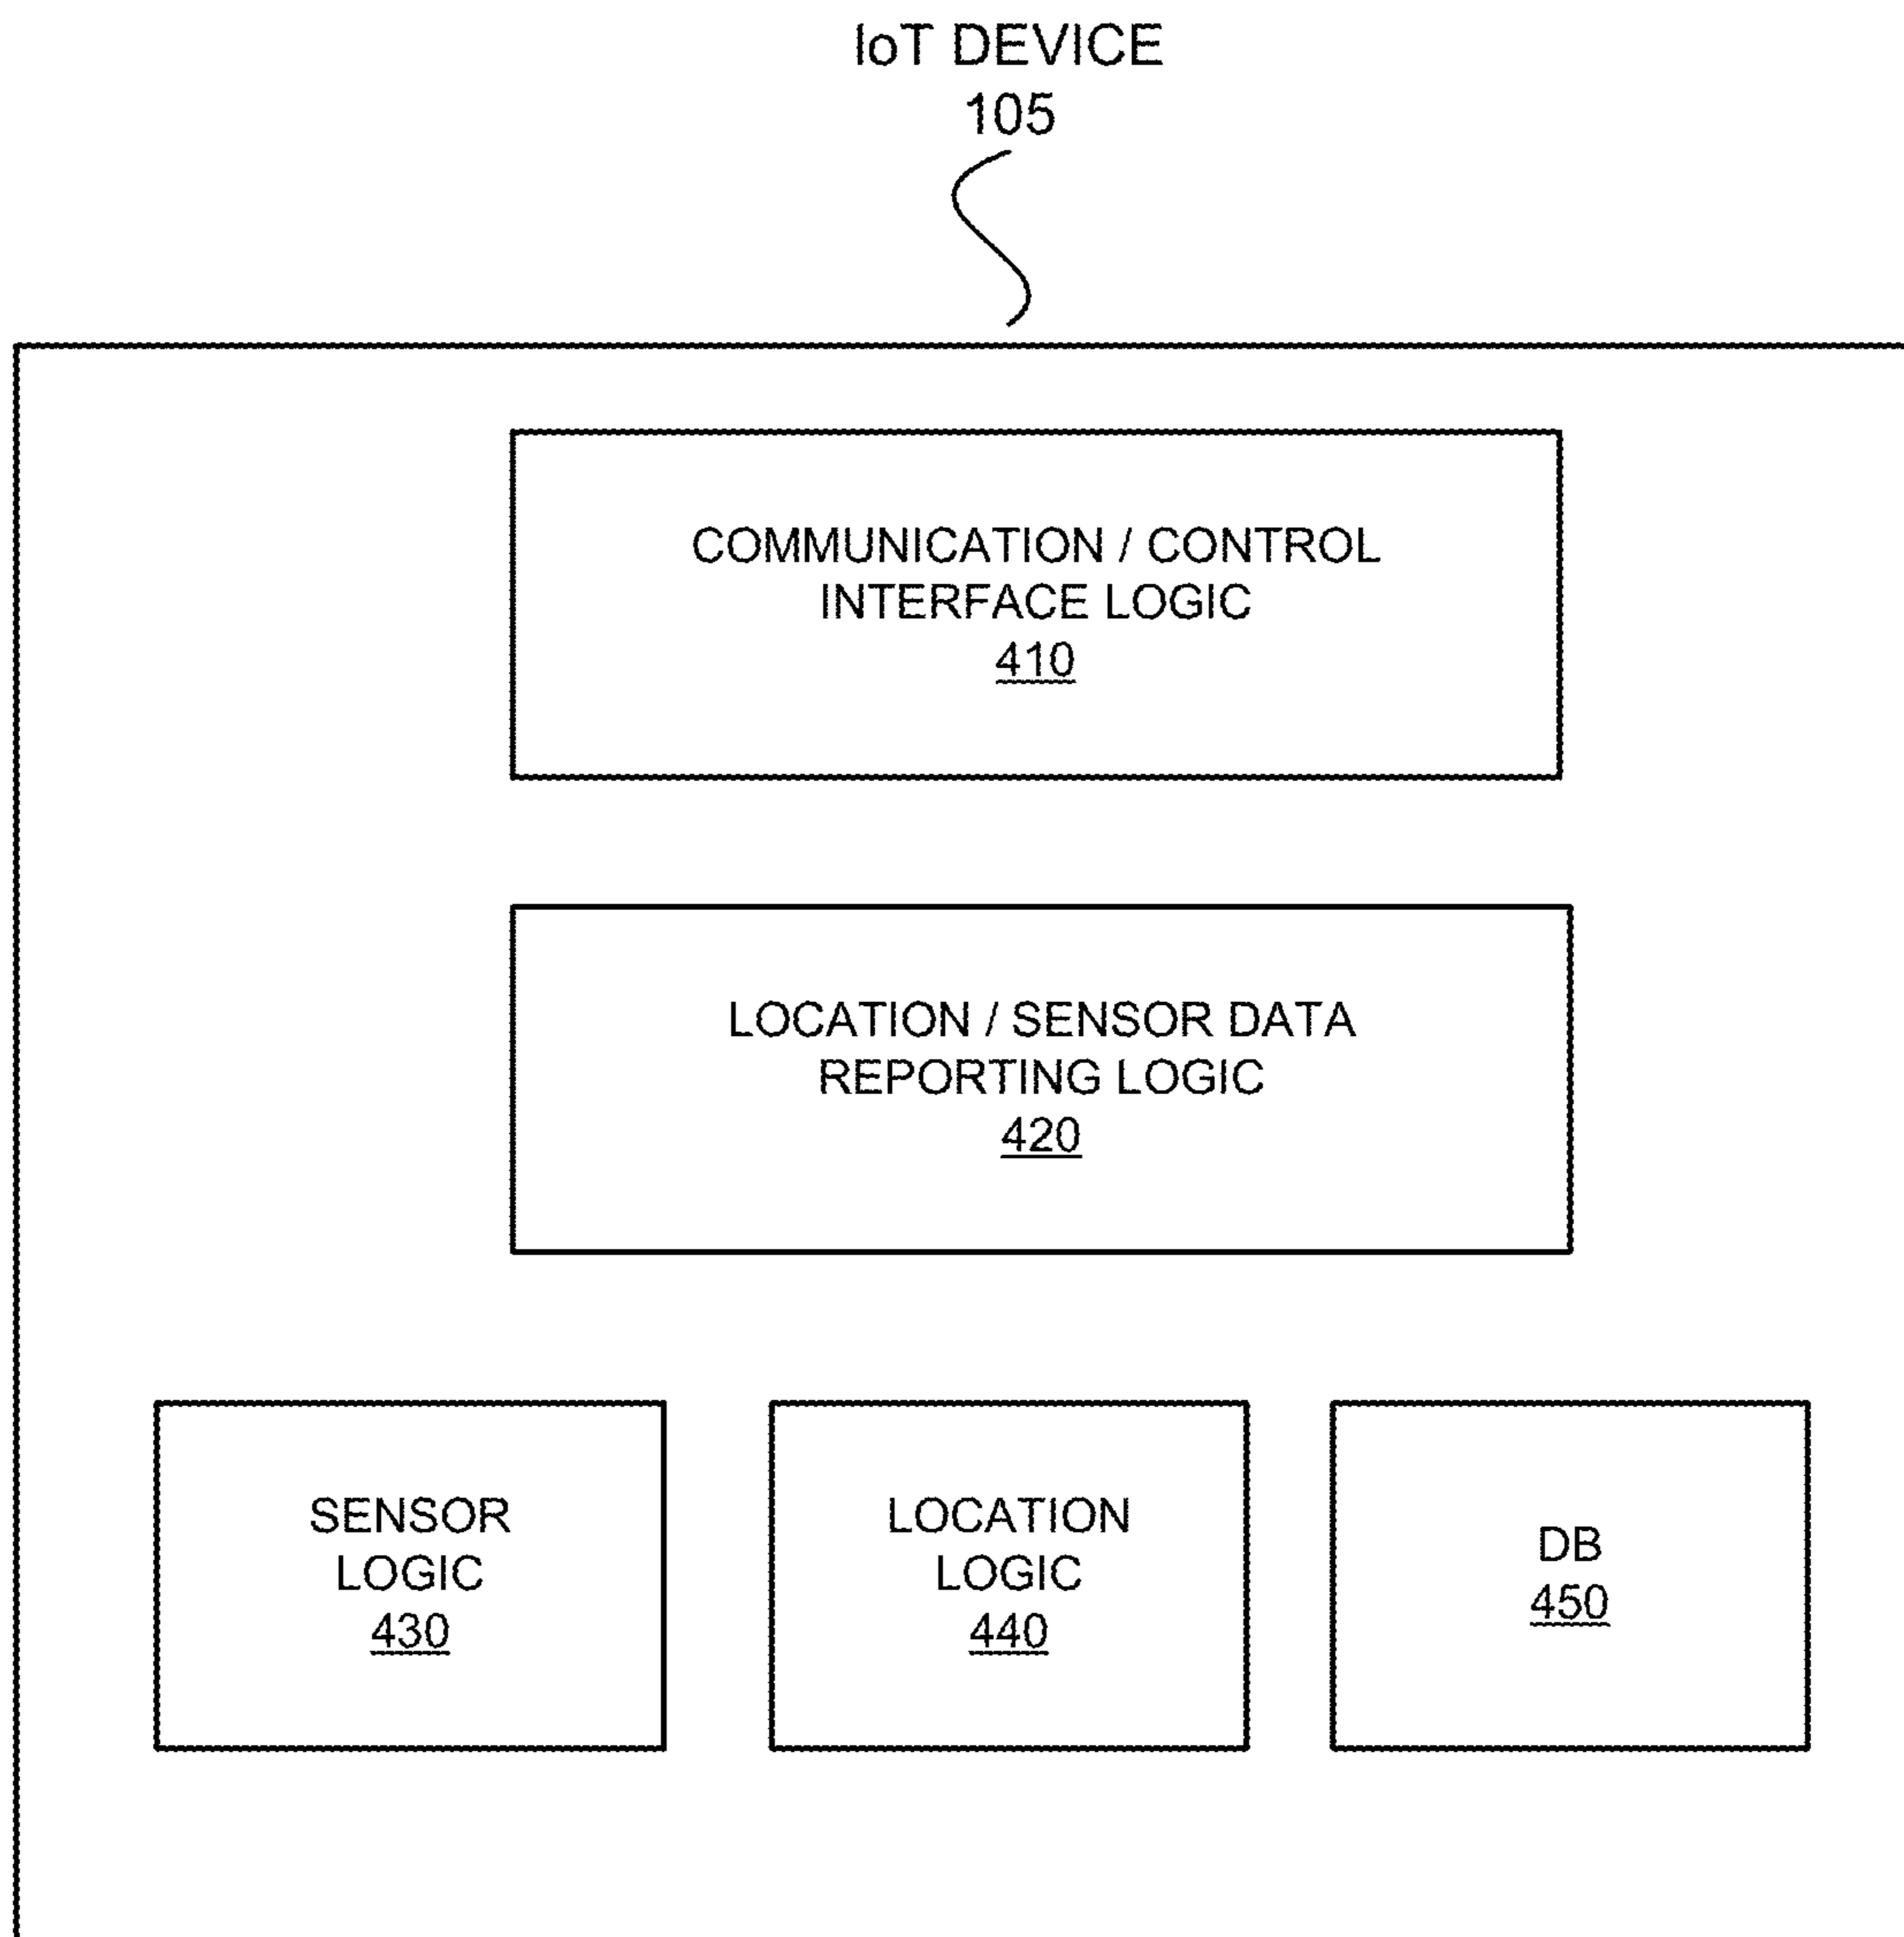 IoT DEVICE
105
COMMUNICATION / CONTROL
INTERFACE LOGIC
410
LOCATION / SENSOR DATA
REPORTING LOGIC
420
SENSOR
LOGIC
430
LOCATION
LOGIC
440
DB
450